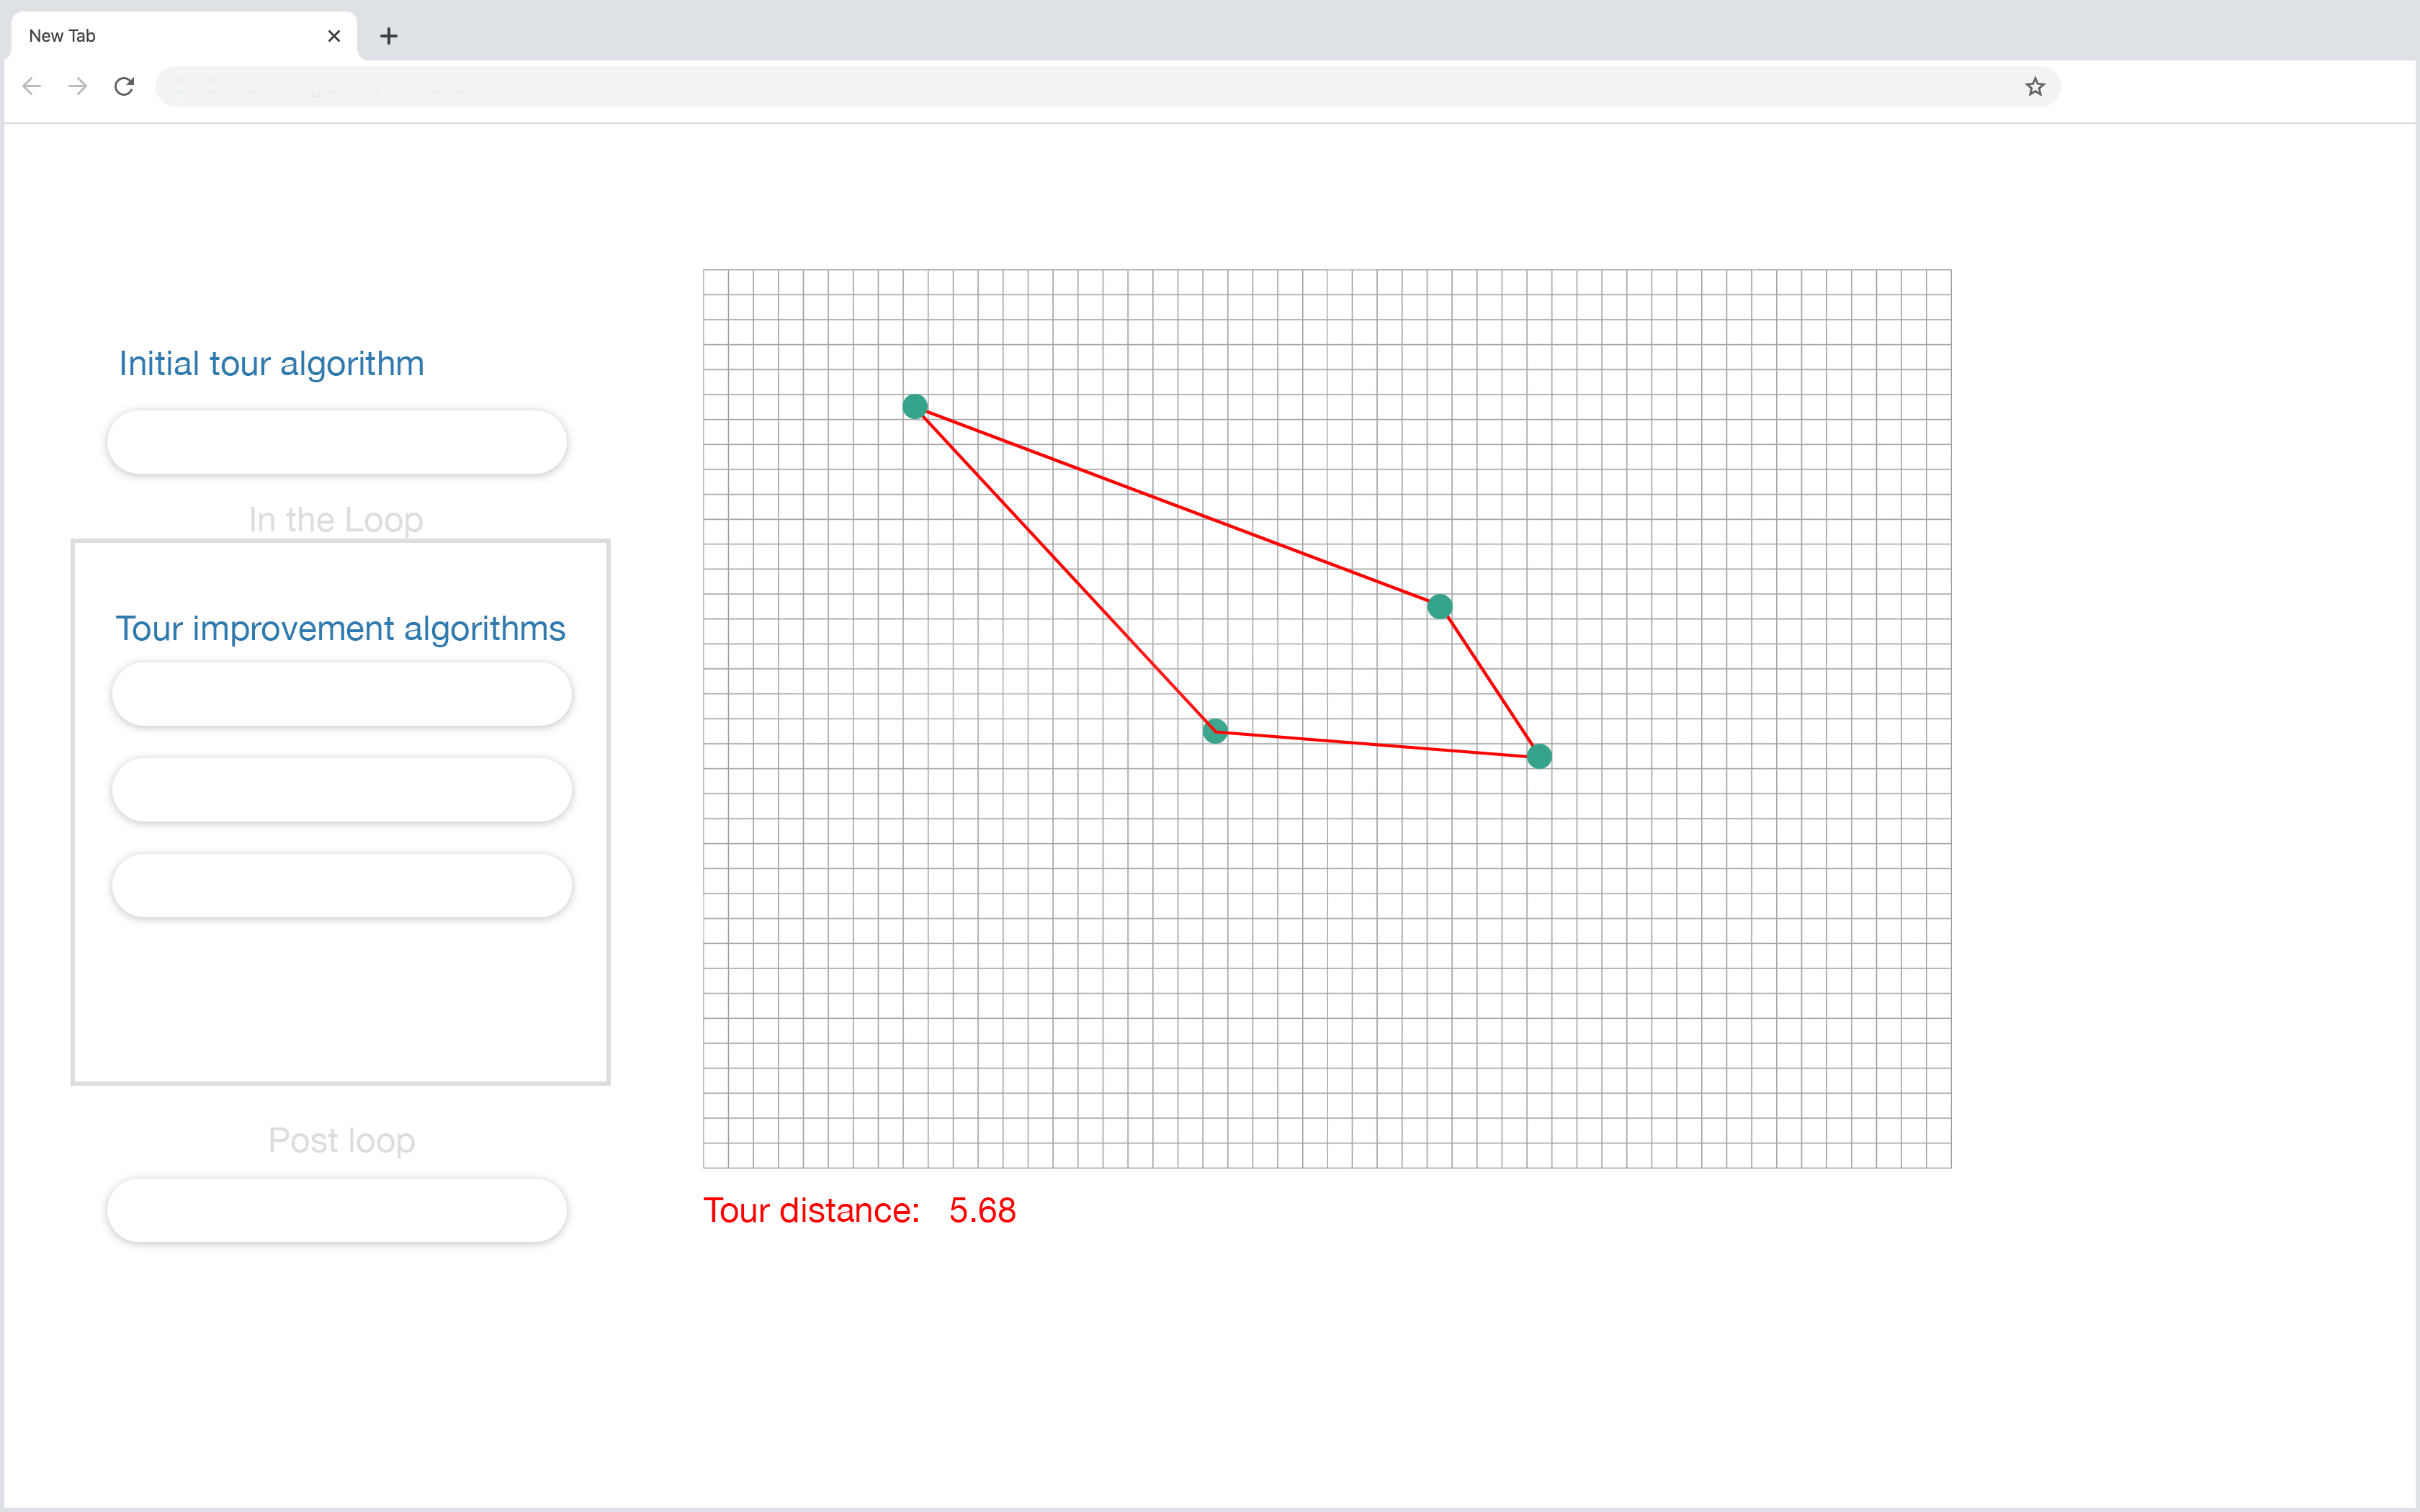 New Tab
Initial tour algorithm
In the Loop
Tour improvement algorithms
Post loop
Tour distance: 5.68